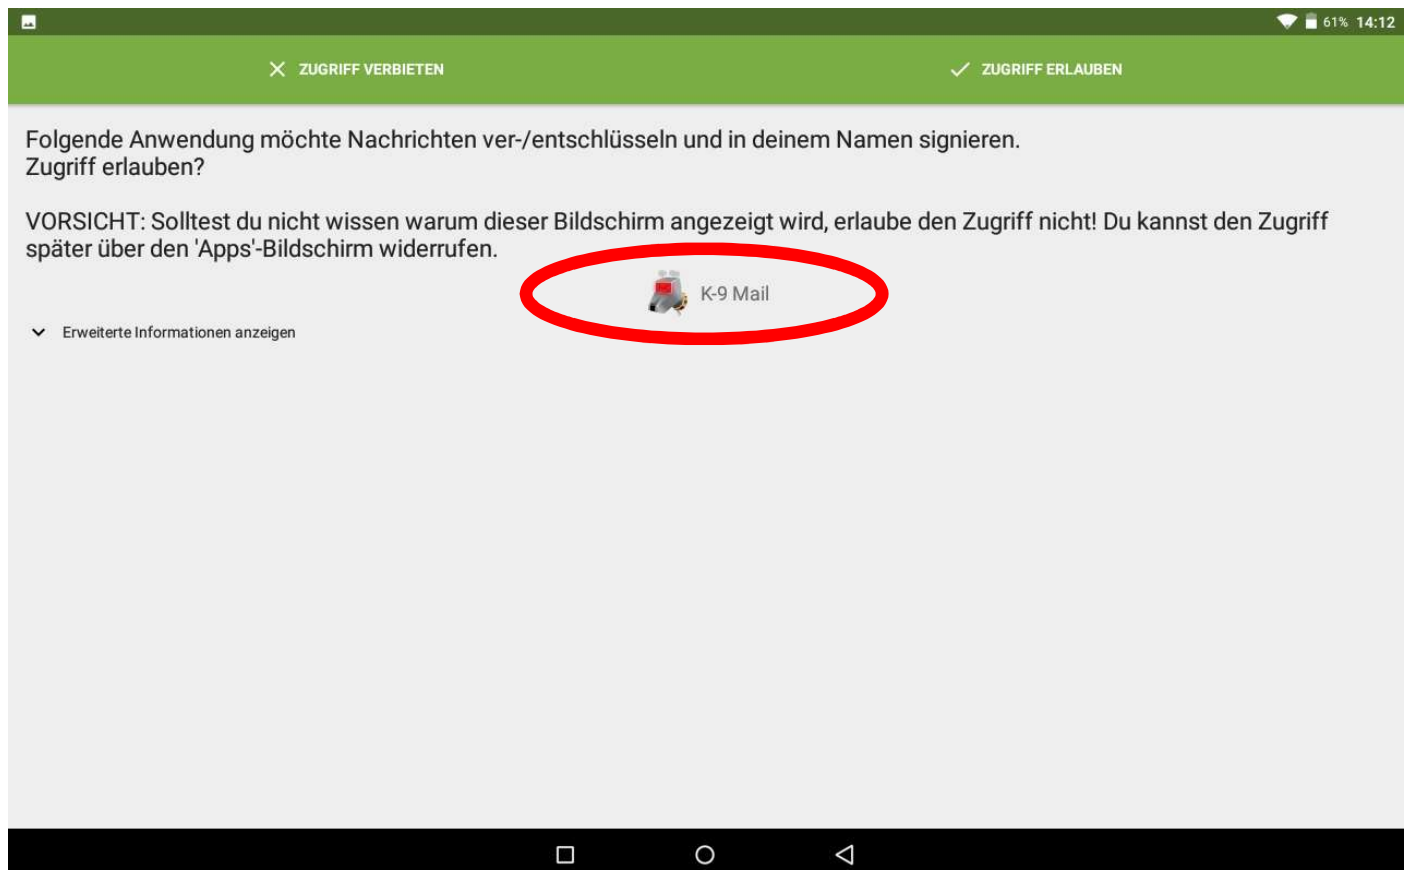 61% 14:12
ZUGRIFF VERBIETEN
ZUGRIFF ERLAUBEN
Folgende Anwendung möchte Nachrichten ver-/entschlüsseln und in deinem Namen signieren.
Zugriff erlauben?
VORSICHT: Solltest du nicht wissen warum dieser Bildschirm angezeigt wird, erlaube den Zugriff nicht! Du kannst den Zugriff
später über den 'Apps'-Bildschirm widerrufen.
K-9 Mail
Erweiterte Informationen anzeigen